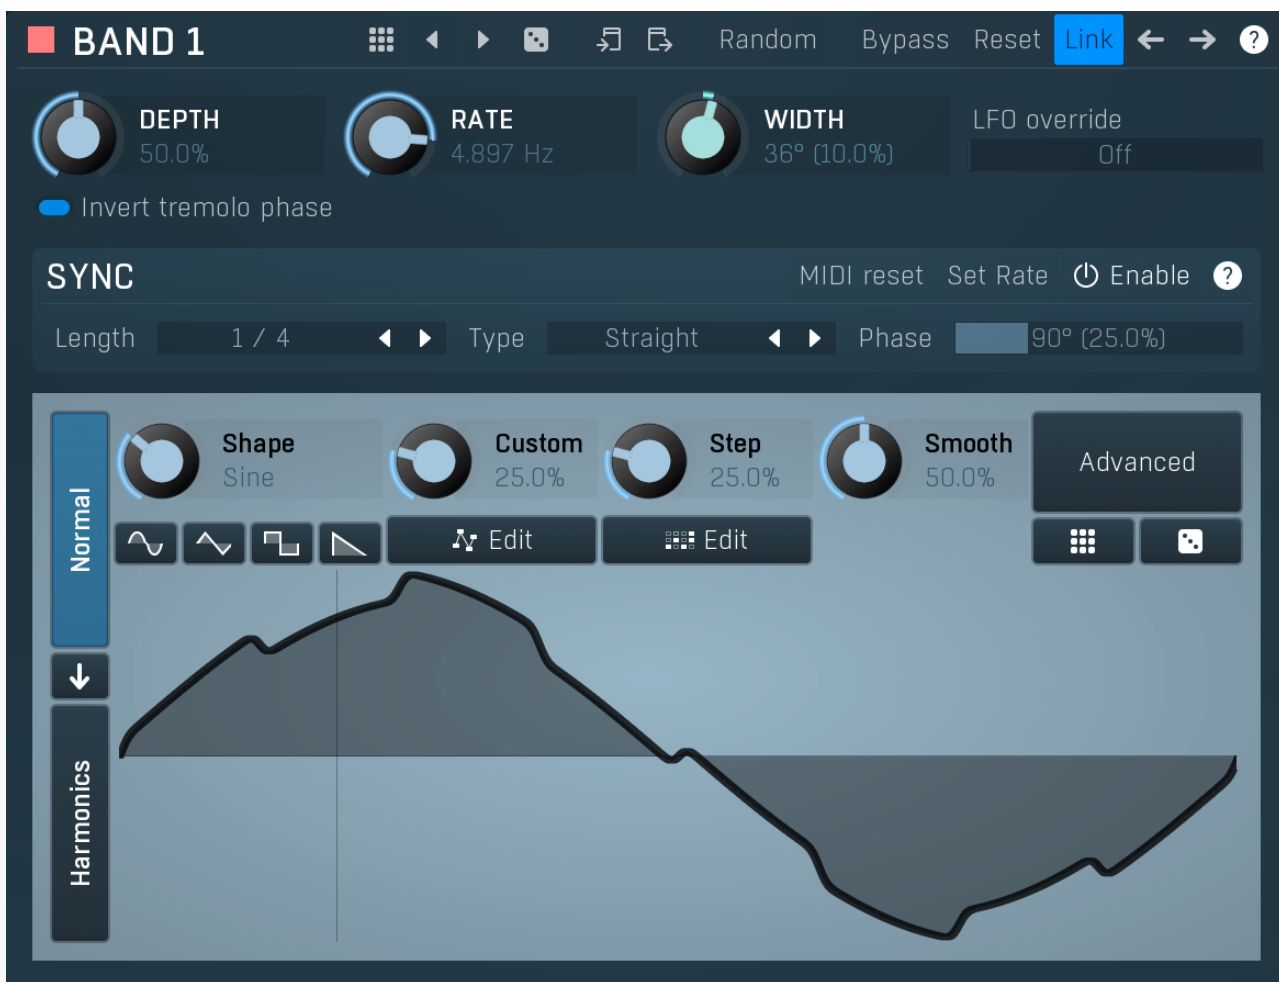 BAND 1 Random Bypass Reset Link ?
DEPTH RATE WIDTH LFO override
50.0% 4.897 Hz 36° (10.0%) Off
Invert tremolo phase
SYNC MIDI reset Set Rate Enable ?
Length 1 / 4 Type Straight Phase 90° (25.0%)
Shape Custom Step Smooth Advanced
Sine 25.0% 25.0% 50.0%
Edit Edit
Normal
Harmonics